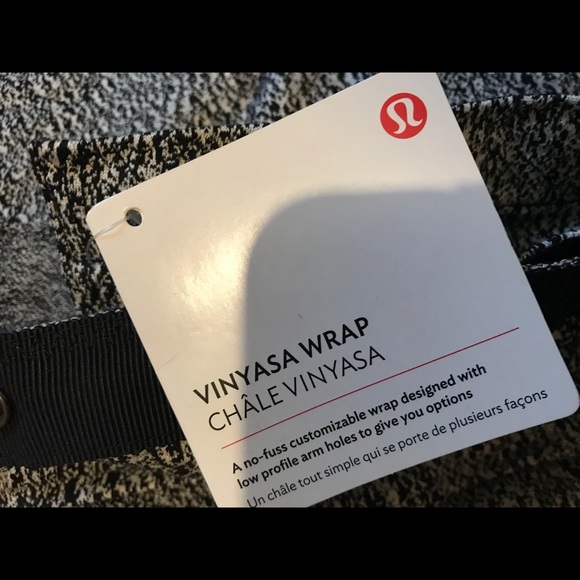 VINYASA WRAP
CHÂLE VINYASA
A no-fuss customizable wrap designed with
low profile arm holes to give you options
Un châle tout simple qui se porte de plusieurs façons